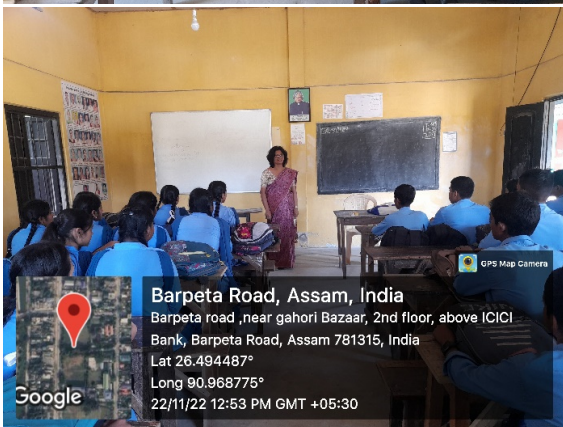 GPS Map Camera
Barpeta Road, Assam, India
Barpeta road ,near gahori Bazaar, 2nd floor, above ICICI
Bank, Barpeta Road, Assam 781315, India
Lat 26.494487°
Long 90.968775°
22/11/22 12:53 PM GMT +05:30
Google